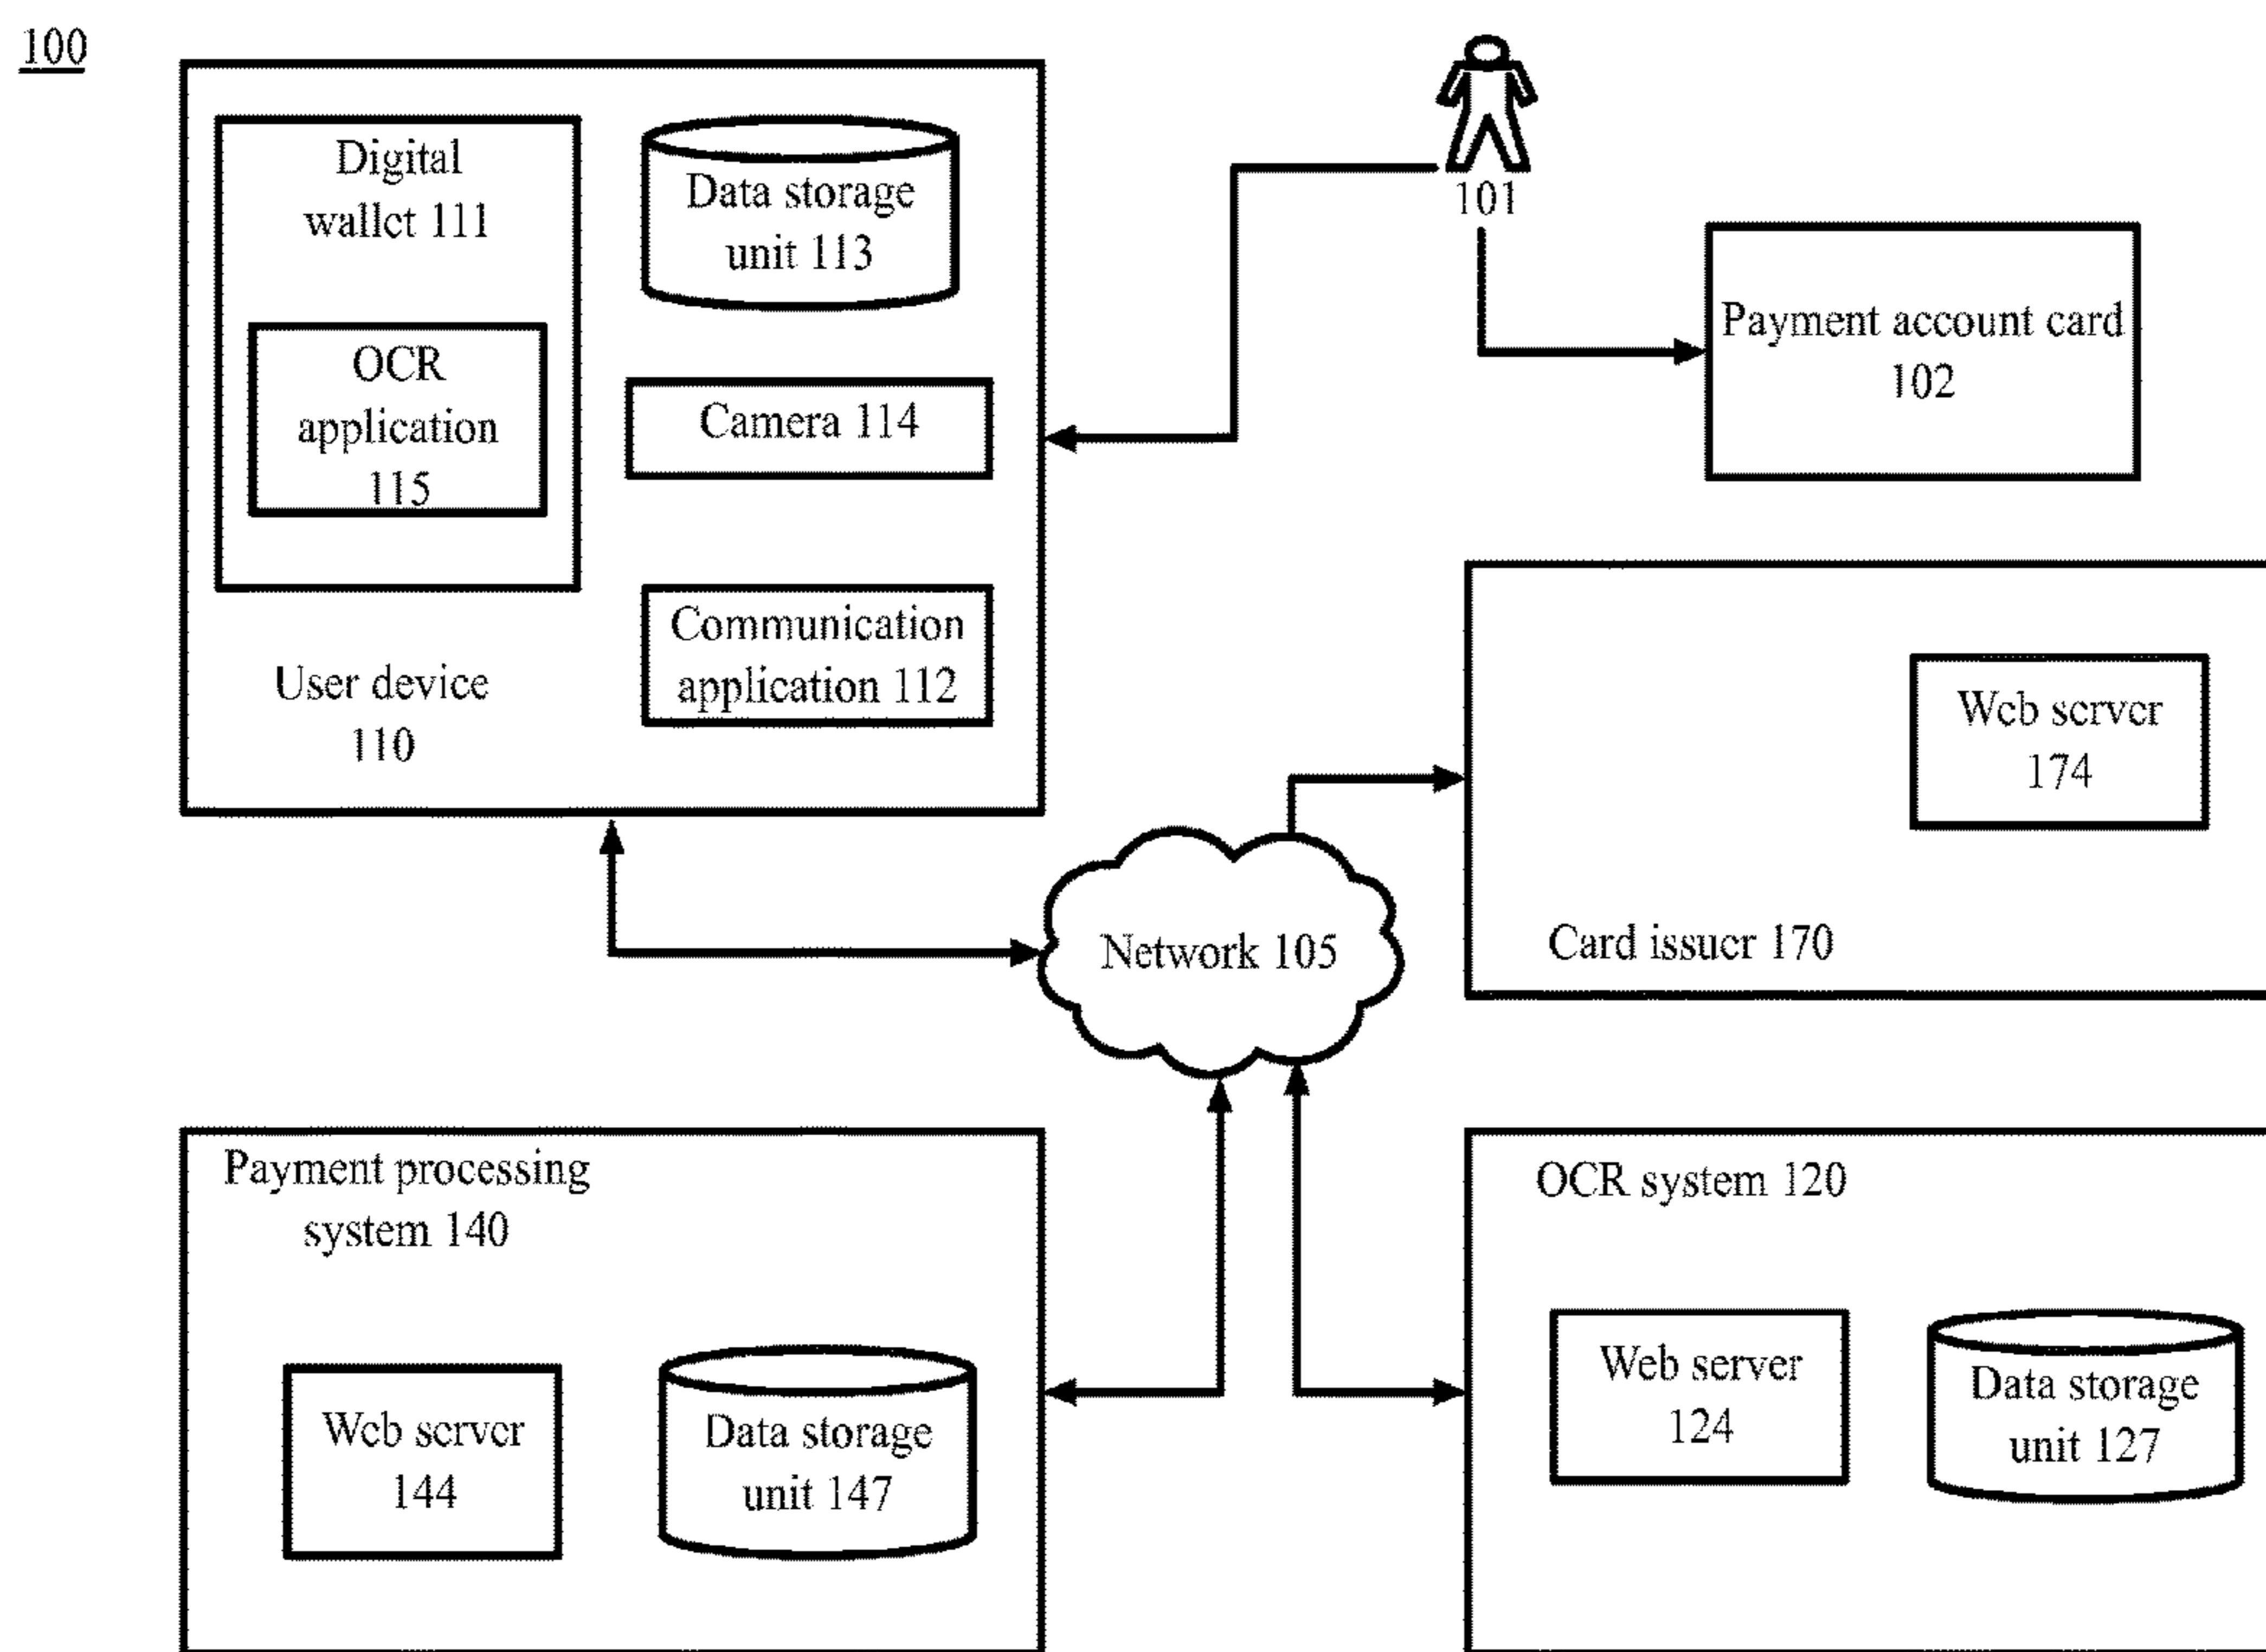 100
Digital
wallet 111
OCR
application
115
Data storage
unit 113
Camera 114
Communication
application 112
User device
110
101
Payment account card
102
Web server
174
Card issuer 170
Network 105
Payment processing
system 140
Web server
144
Data storage
unit 147
OCR system 120
Web server
124
Data storage
unit 127